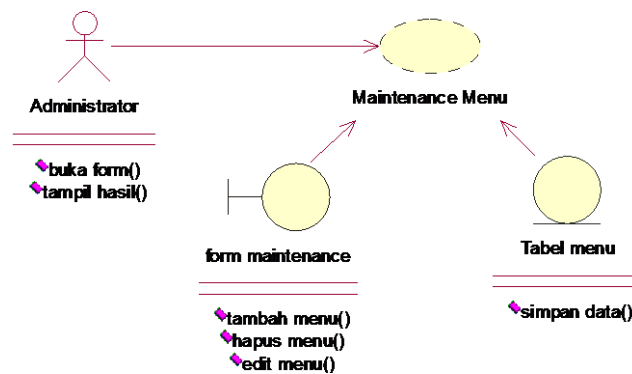 Administrator
buka form()
tampil hasil()
Maintenance Menu
form maintenance
tambah menu()
hapus menu()
edit menu()
Tabel menu
simpan data()